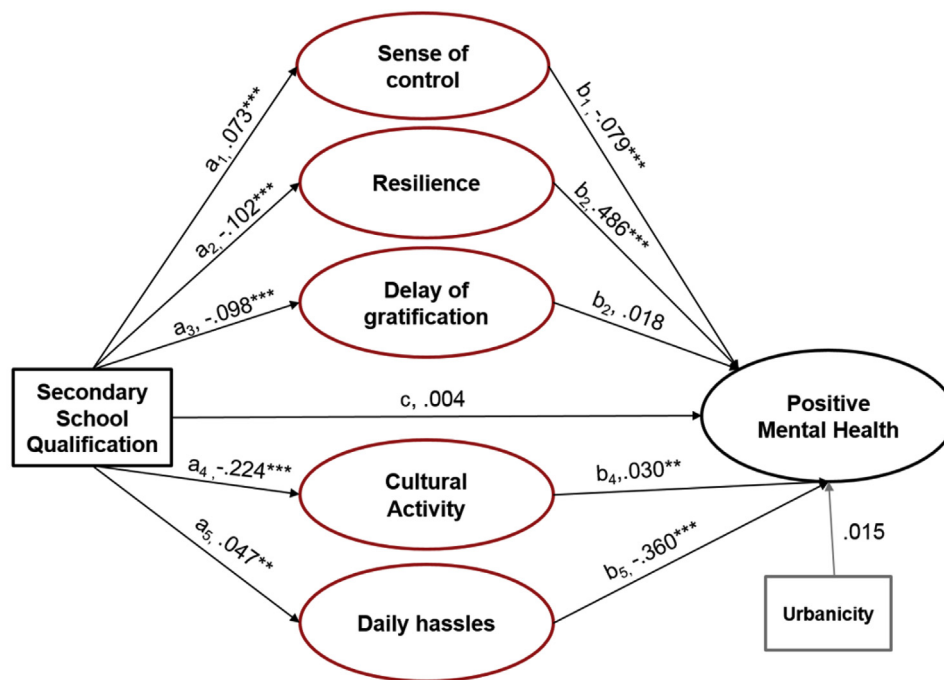 Sense of
control
a1, .073***
b1, -.079***
Resilience
a2, -.102***
b2, .486***
Delay of
gratification
a3, -.098***
b2, .018
Secondary
School
Qualification
c, .004
Positive
Mental Health
a4, -.224***
Cultural
Activity
b4,.030**
a5, .047**
b5, -.360***
.015
Daily hassles
Urbanicity